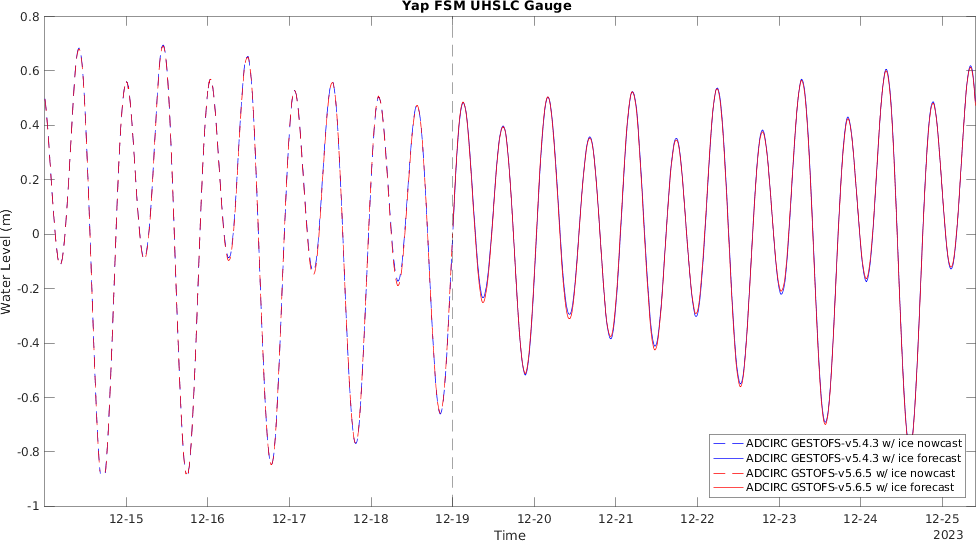 Yap FSM UHSLC Gauge
0.8
0.6
0.4
0.2
0
-0.2
-0.4
-0.6
-0.8
-1
Water Level (m)
ADCIRC GESTOFS-v5.4.3 w/ ice nowcast
ADCIRC GESTOFS-v5.4.3 w/ ice forecast
ADCIRC GSTOFS-v5.6.5 w/ ice nowcast
ADCIRC GSTOFS-v5.6.5 w/ ice forecast
12-15 12-16 12-17 12-18 12-19 12-20 12-21 12-22 12-23 12-24 12-25
Time
2023